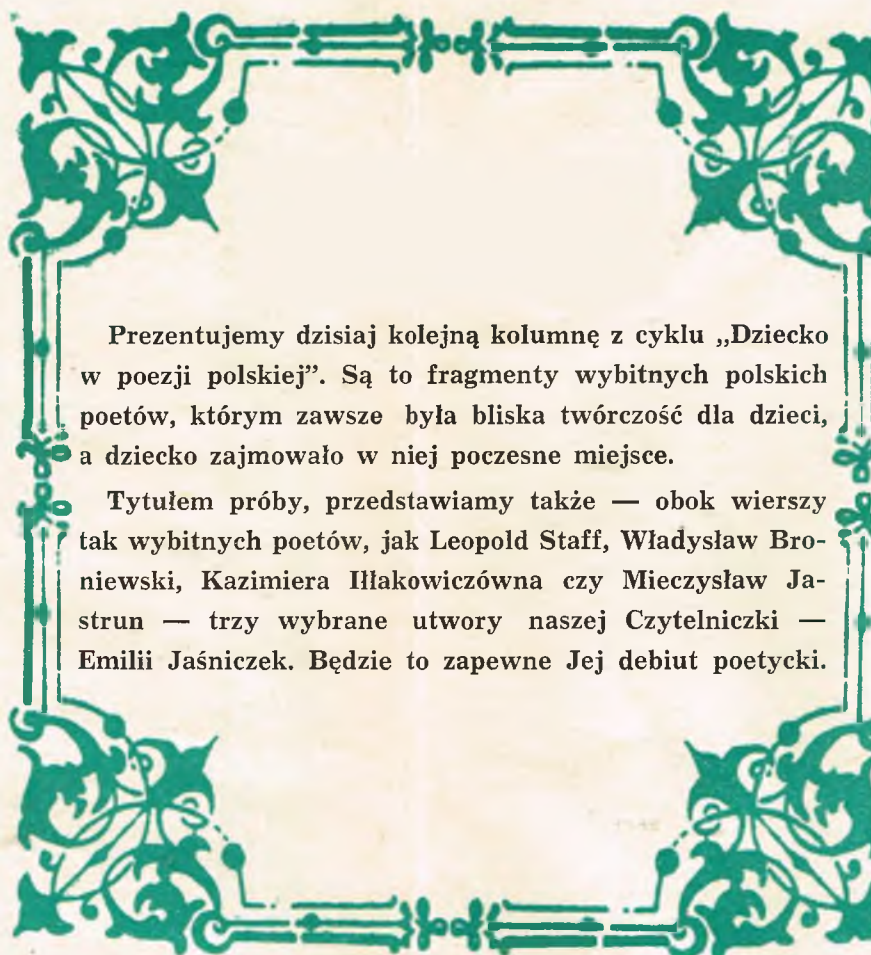 Prezentujemy dzisiaj kolejną kolumnę z cyklu „Dziecko
w poezji polskiej”. Są to fragmenty wybitnych polskich
poetów, którym zawsze była bliska twórczość dla dzieci,
a dziecko zajmowało w niej poczesne miejsce.
Tytułem próby, przedstawiamy także — obok wierszy
tak wybitnych poetów, jak Leopold Staff, Władysław Bro-
niewski, Kazimiera Iłłakowiczówna czy Mieczysław Ja-
strun — trzy wybrane utwory naszej Czytelniczki —
Emilii Jaśniczek. Będzie to zapewne Jej debiut poetycki.